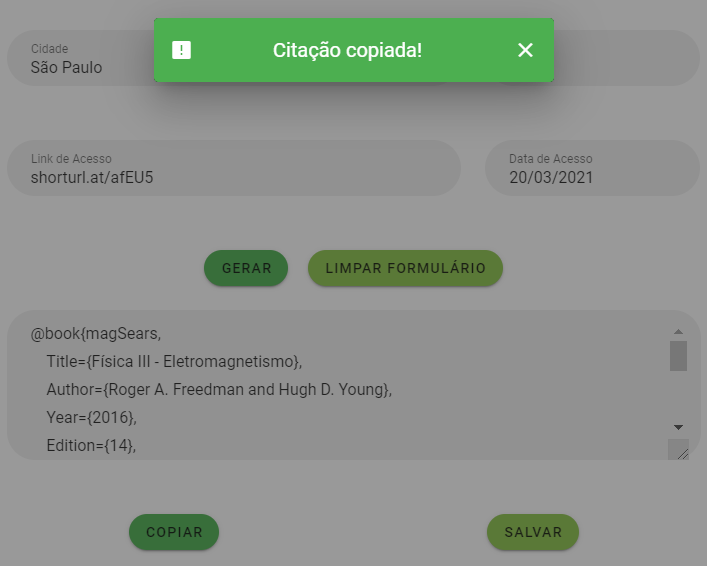 Citação copiada!
Cidade
São Paulo
Link de Acesso
shorturl.at/afEU5
Data de Acesso
20/03/2021
GERAR
LIMPAR FORMULÁRIO
@book{magSears,
Title={Física III - Eletromagnetismo},
Author={Roger A. Freedman and Hugh D. Young},
Year={2016},
Edition={14},
COPIAR
SALVAR